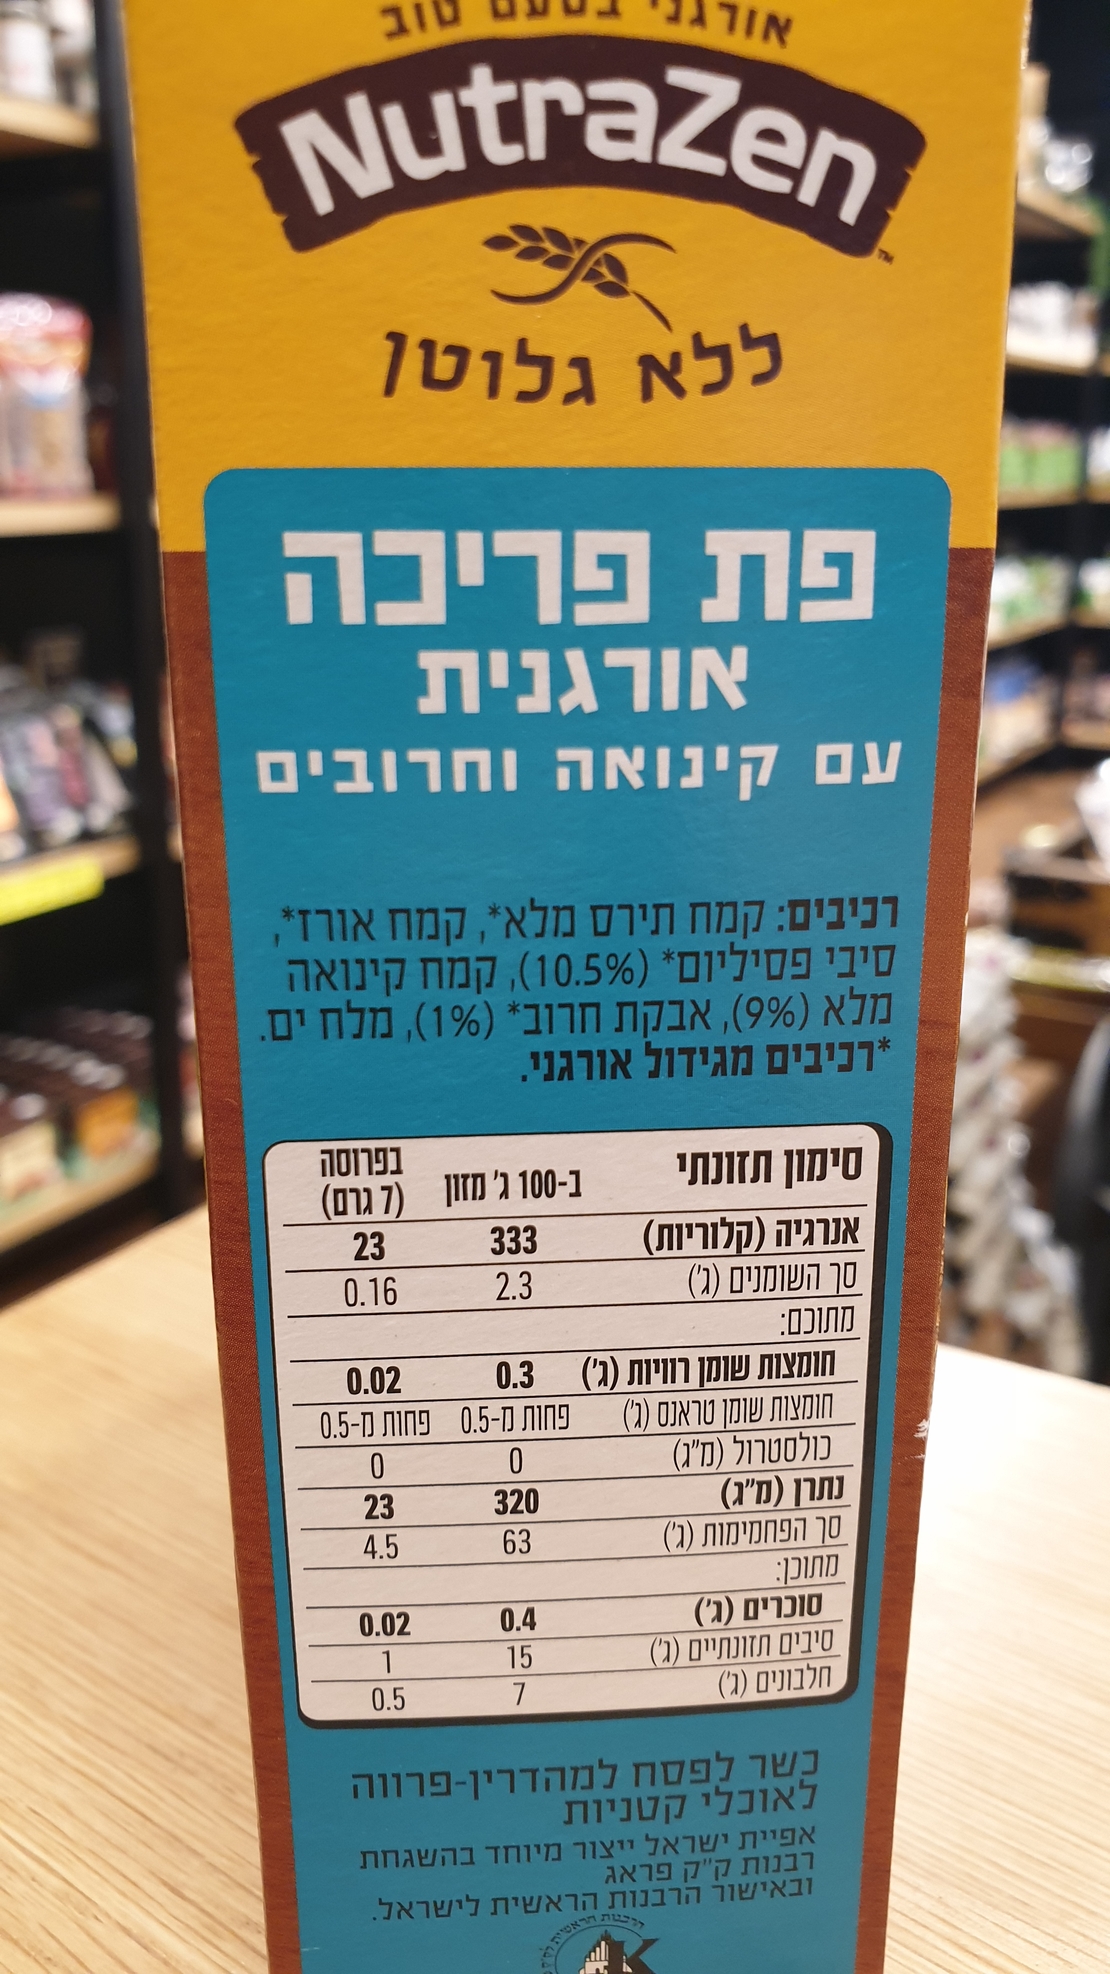 אורגני בטעם טוב
NutraZen™
ללא גלוטן
פת פריכה
אורגנית
עם קינואה וחרובים
רכיבים: קמח תירס מלא*, קמח אורז*,
סיבי פסיליום* (10.5%), קמח קינואה
מלא (9%), אבקת חרוב* (1%), מלח ים.
*רכיבים מגידול אורגני.
סימון תזונתי ב-100 ג' מזון בפרוסה (7 גרם)
אנרגיה (קלוריות) 333 23
סך השומנים (ג') 2.3 0.16
מתוכם:
חומצות שומן רוויות (ג') 0.3 0.02
חומצות שומן טראנס (ג') פחות מ-0.5 פחות מ-0.5
כולסטרול (מ"ג) 0 0
נתרן (מ"ג) 320 23
סך הפחמימות (ג') 63 4.5
מתוכן:
סוכרים (ג') 0.4 0.02
סיבים תזונתיים (ג') 15 1
חלבונים (ג') 7 0.5
כשר לפסח למהדרין-פרווה
לאוכלי קטניות
אפיית ישראל ייצור מיוחד בהשגחת
רבנות ק"ק פראג
ובאישור הרבנות הראשית לישראל.
K